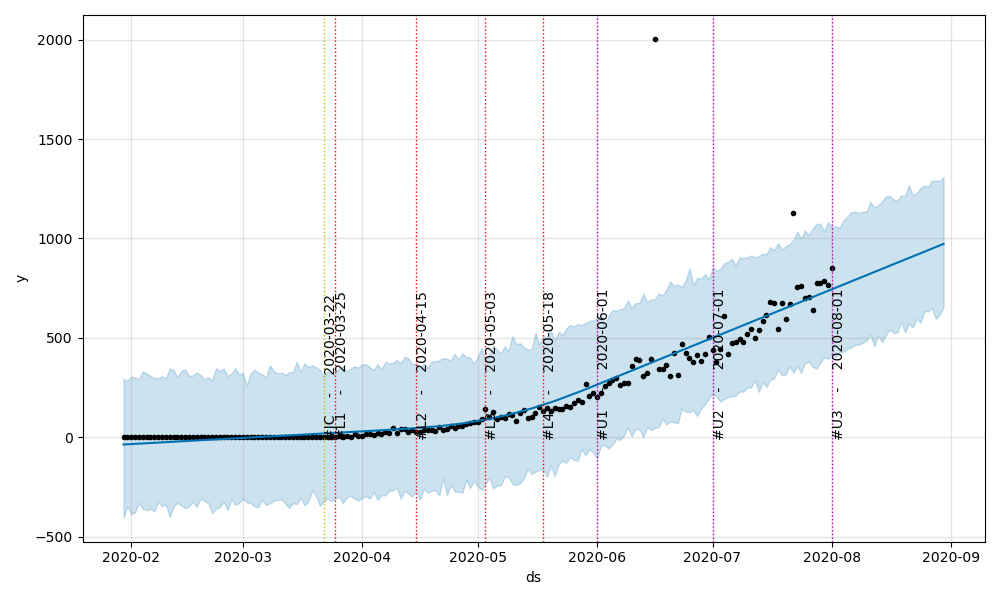 2000
1500
1000
500
0
−500
y
#JC - 2020-03-22
#L1 - 2020-03-25
#L2 - 2020-04-15
#L3 - 2020-05-03
#L4 - 2020-05-18
#U1 - 2020-06-01
#U2 - 2020-07-01
#U3 - 2020-08-01
2020-02 2020-03 2020-04 2020-05 2020-06 2020-07 2020-08 2020-09
ds